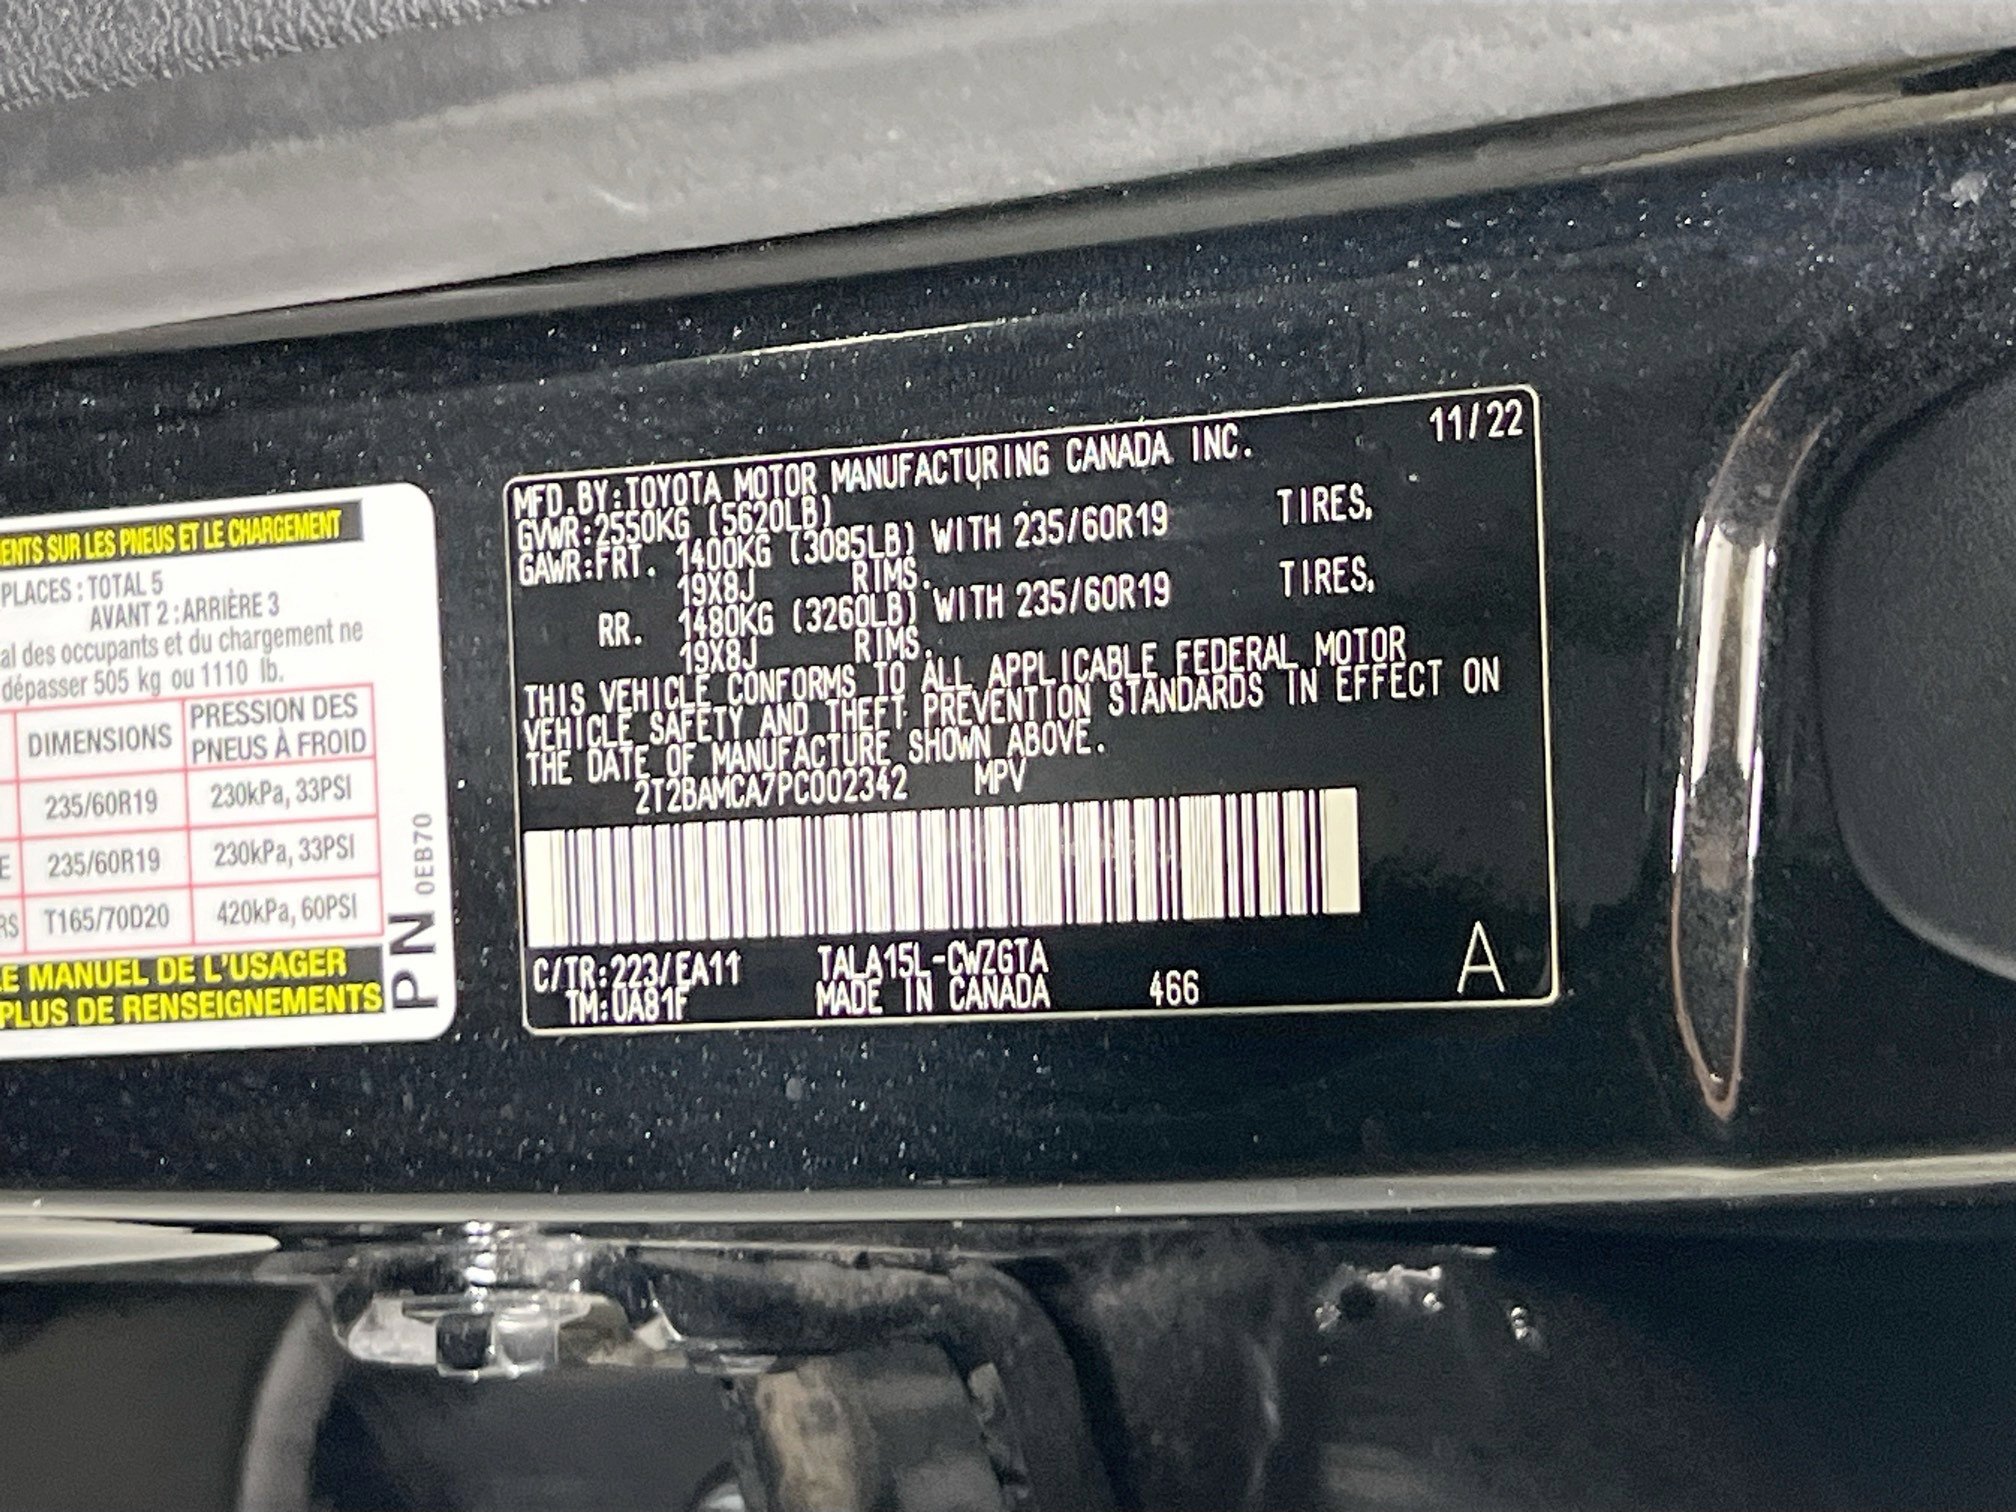 ENTS SUR LES PNEUS ET LE CHARGEMENT
PLACES : TOTAL 5
AVANT 2 : ARRIÈRE 3
al des occupants et du chargement ne
dépasser 505 kg ou 1110 lb.
DIMENSIONS PRESSION DES PNEUS À FROID
235/60R19 230kPa, 33PSI
E 235/60R19 230kPa, 33PSI
RS T165/70D20 420kPa, 60PSI
LE MANUEL DE L'USAGER
PLUS DE RENSEIGNEMENTS
PN 0EB70
MFD.BY:TOYOTA MOTOR MANUFACTURING CANADA INC. 11/22
GVWR:2550KG (5620LB)
GAWR:FRT. 1400KG (3085LB) WITH 235/60R19 TIRES,
19X8J RIMS.
RR. 1480KG (3260LB) WITH 235/60R19 TIRES,
19X8J RIMS.
THIS VEHICLE CONFORMS TO ALL APPLICABLE FEDERAL MOTOR
VEHICLE SAFETY AND THEFT PREVENTION STANDARDS IN EFFECT ON
THE DATE OF MANUFACTURE SHOWN ABOVE.
2T2BAMCA7PC002342 MPV
C/TR:223/EA11 TALA15L-CWZGTA
TM:UA81F MADE IN CANADA 466 A